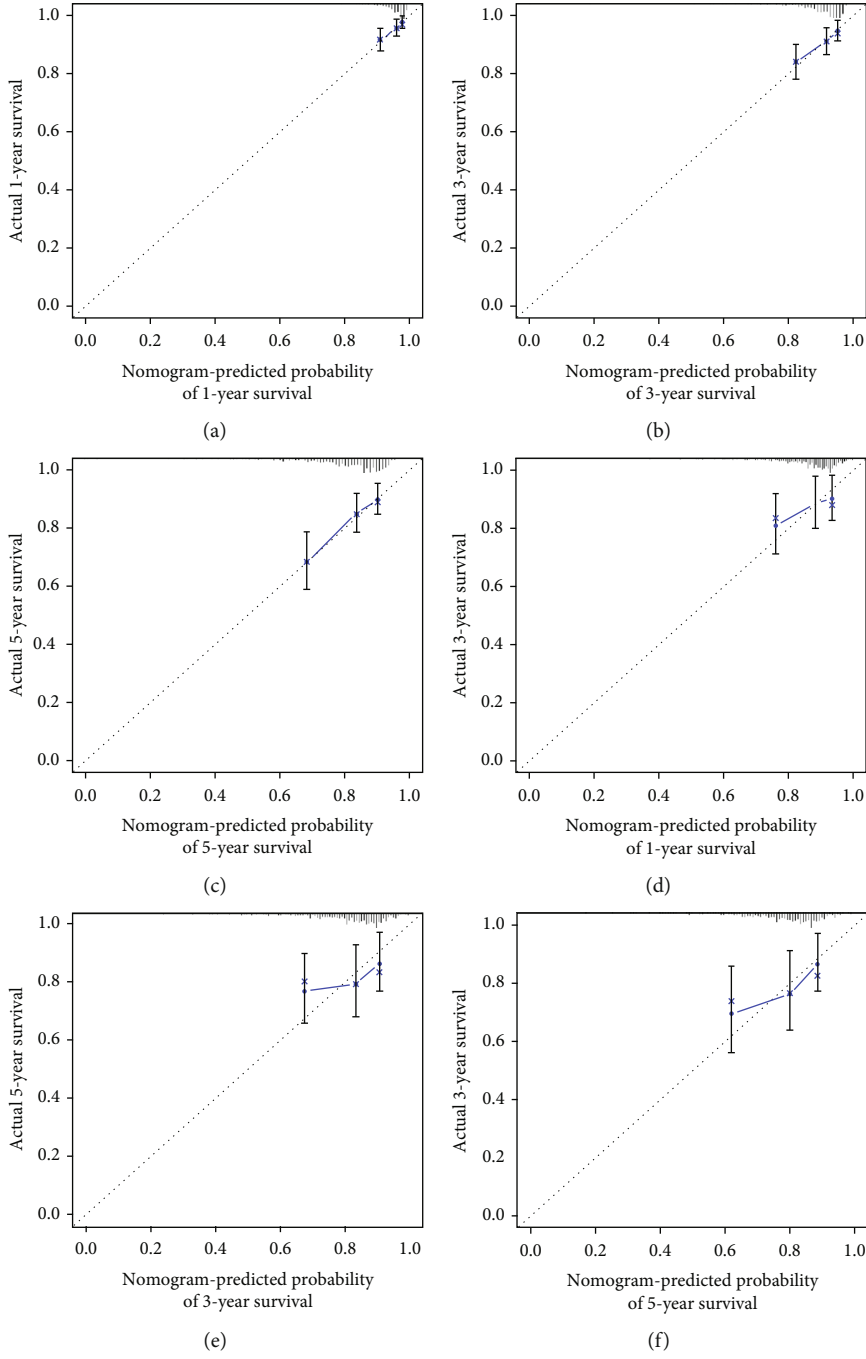 1.0
0.8
0.6
0.4
0.2
0.0
Actual 1-year survival
0.0 0.2 0.4 0.6 0.8 1.0
Nomogram-predicted probability
of 1-year survival
(a)
1.0
0.8
0.6
0.4
0.2
0.0
Actual 3-year survival
0.0 0.2 0.4 0.6 0.8 1.0
Nomogram-predicted probability
of 3-year survival
(b)
1.0
0.8
0.6
0.4
0.2
0.0
Actual 5-year survival
0.0 0.2 0.4 0.6 0.8 1.0
Nomogram-predicted probability
of 5-year survival
(c)
1.0
0.8
0.6
0.4
0.2
0.0
Actual 3-year survival
0.0 0.2 0.4 0.6 0.8 1.0
Nomogram-predicted probability
of 1-year survival
(d)
1.0
0.8
0.6
0.4
0.2
0.0
Actual 5-year survival
0.0 0.2 0.4 0.6 0.8 1.0
Nomogram-predicted probability
of 3-year survival
(e)
1.0
0.8
0.6
0.4
0.2
0.0
Actual 3-year survival
0.0 0.2 0.4 0.6 0.8 1.0
Nomogram-predicted probability
of 5-year survival
(f)